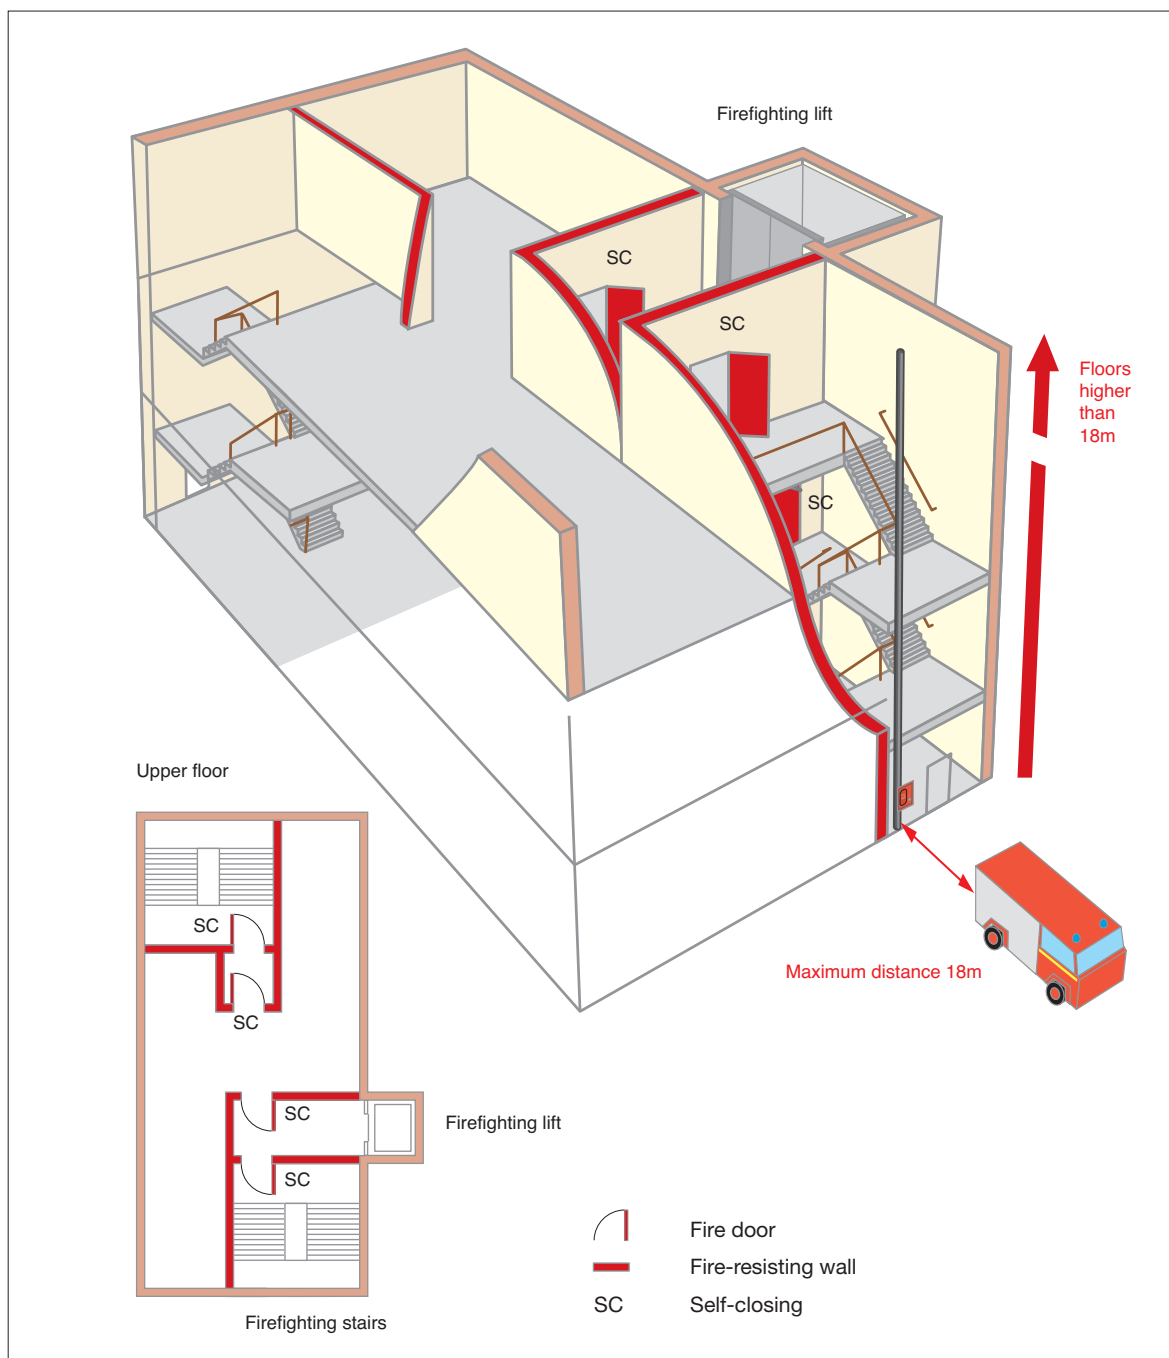 Firefighting lift
SC
SC
Floors
higher
than
18m
SC
Upper floor
Maximum distance 18m
SC
SC
SC
Firefighting lift
SC
Fire door
Fire-resisting wall
SC Self-closing
Firefighting stairs